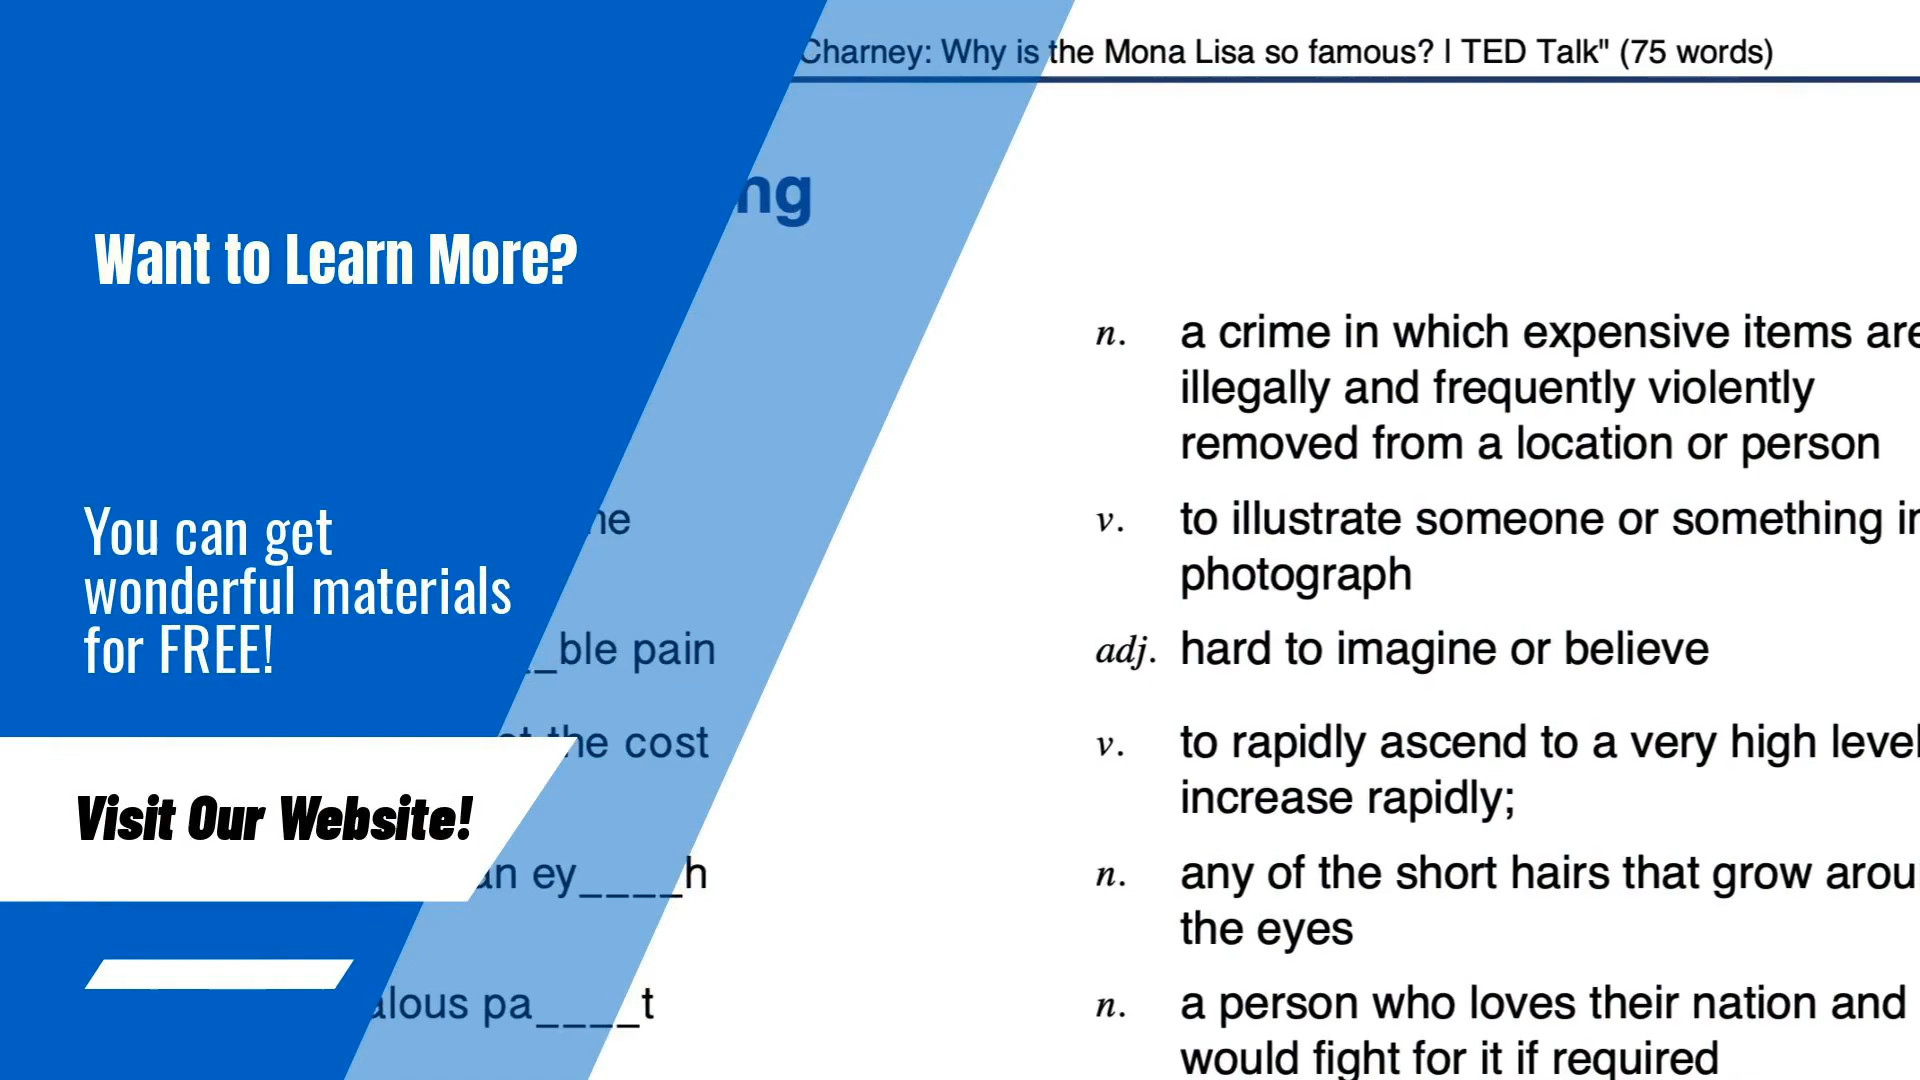 Charney: Why is the Mona Lisa so famous? | TED Talk" (75 words)
ng
Want to Learn More?
You can get
wonderful materials
for FREE!
Visit Our Website!
ne
_ble pain
the cost
an ey____h
alous pa____t
n. a crime in which expensive items are
illegally and frequently violently
removed from a location or person
v. to illustrate someone or something in
photograph
adj. hard to imagine or believe
v. to rapidly ascend to a very high level
increase rapidly;
n. any of the short hairs that grow arou
the eyes
n. a person who loves their nation and
would fight for it if required